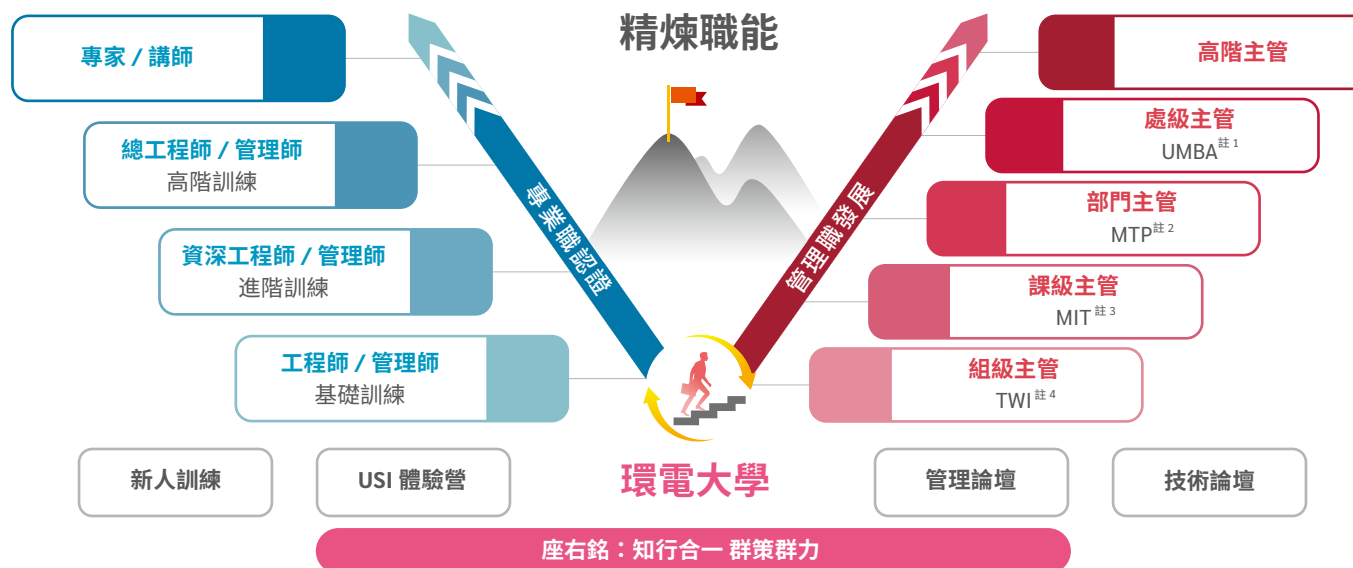 精煉職能
專家 / 講師
總工程師 / 管理師
高階訓練
資深工程師 / 管理師
進階訓練
工程師 / 管理師
基礎訓練
專業職認證
管理職發展
高階主管
處級主管
UMBA註 1
部門主管
MTP註 2
課級主管
MIT註 3
組級主管
TWI註 4
新人訓練
USI 體驗營
環電大學
管理論壇
技術論壇
座右銘：知行合一 群策群力